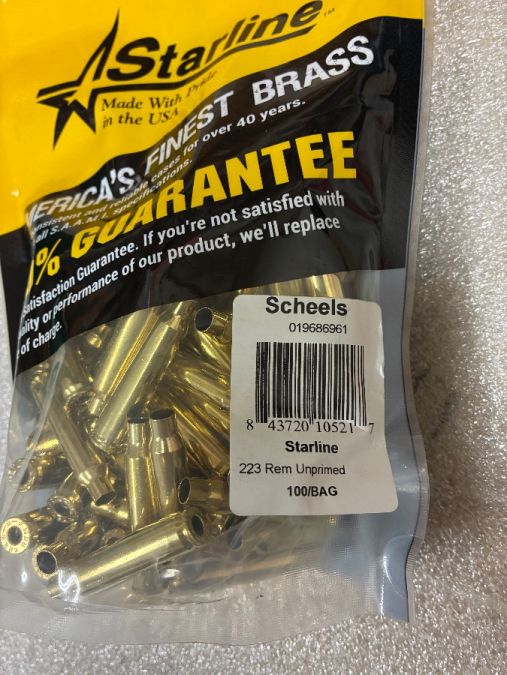 Starline™
Made With Pride
in the USA
AMERICA'S FINEST BRASS
consistent and reliable cases for over 40 years.
all S.A.A.M.I. specifications.
% GUARANTEE
Satisfaction Guarantee. If you're not satisfied with
ality or performance of our product, we'll replace
of charge.
Scheels
019686961
8 43720 10521 7
Starline
223 Rem Unprimed
100/BAG